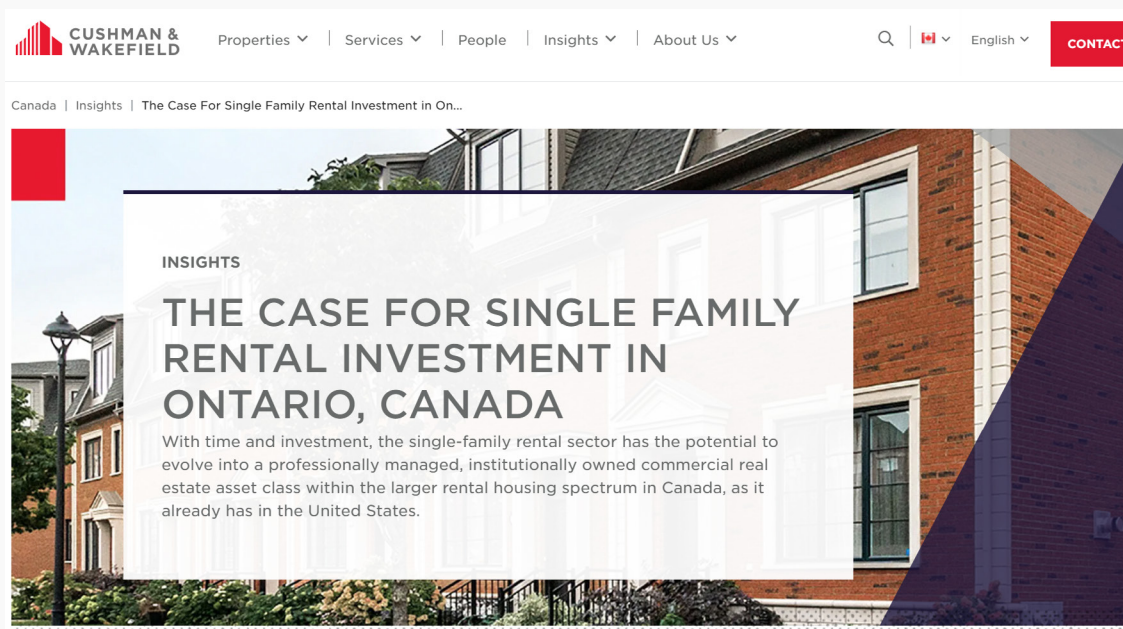 CUSHMAN &
WAKEFIELD
Properties | Services | People | Insights | About Us
English
CONTACT
Canada | Insights | The Case For Single Family Rental Investment in On...
INSIGHTS
THE CASE FOR SINGLE FAMILY
RENTAL INVESTMENT IN
ONTARIO, CANADA
With time and investment, the single-family rental sector has the potential to
evolve into a professionally managed, institutionally owned commercial real
estate asset class within the larger rental housing spectrum in Canada, as it
already has in the United States.